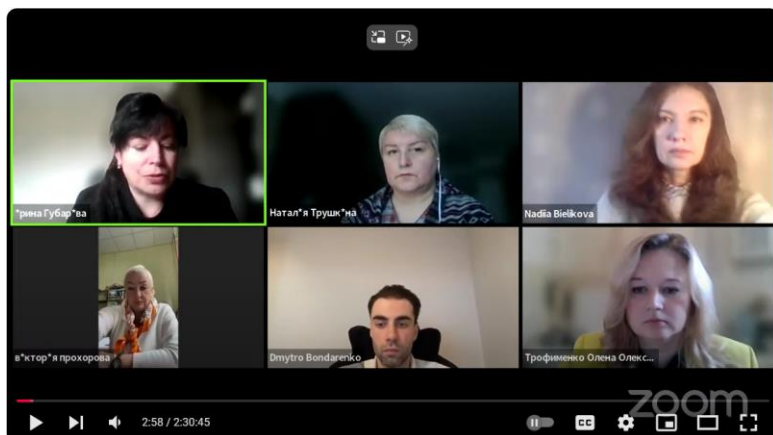 *рина Губар*ва
Натал*я Трушк*на
Nadiia Bielikova
в*ктор*я прохорова
Dmytro Bondarenko
Трофименко Олена Олекс...
zoom
2:58 / 2:30:45
CC